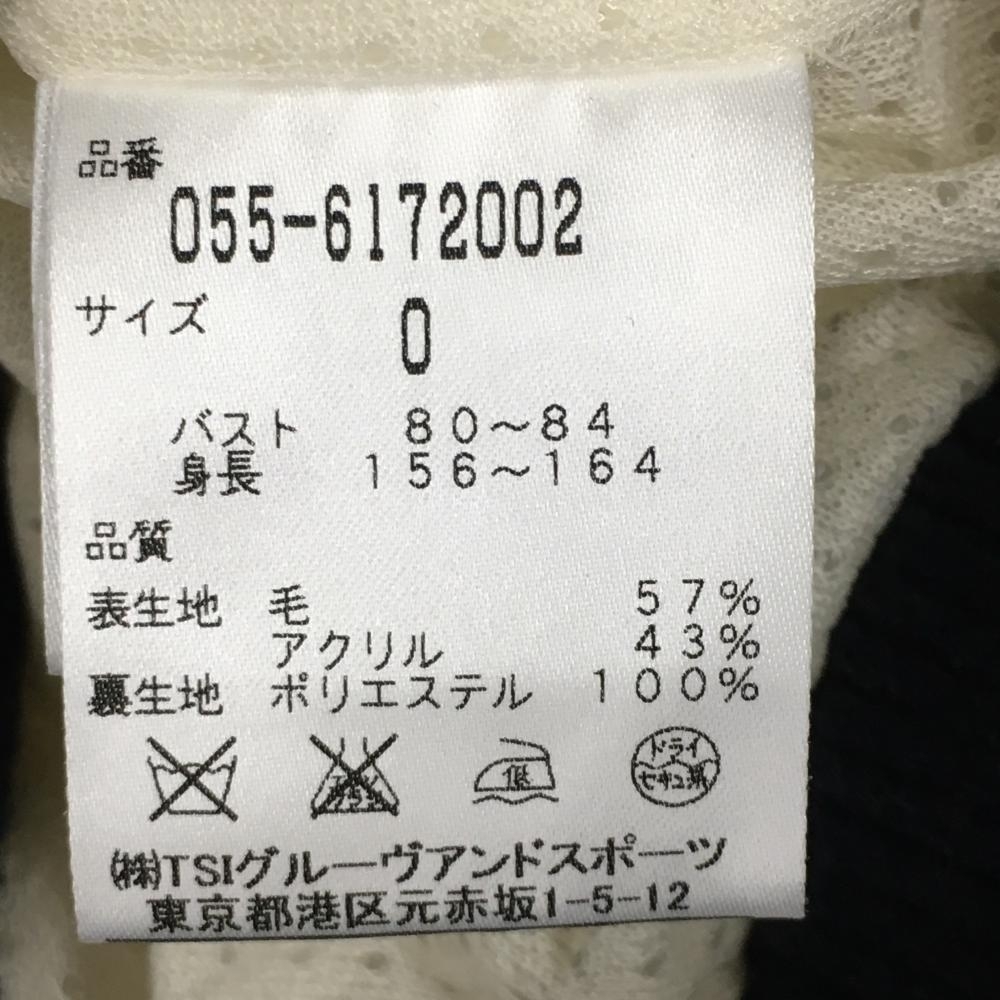 品番
055-6172002
サイズ 0
バスト 80～84
身長 156～164
品質
表生地 毛 57%
アクリル 43%
裏生地 ポリエステル 100%
低 ドライ
セキユ系
㈱TSIグルーヴアンドスポーツ
東京都港区元赤坂1-5-12